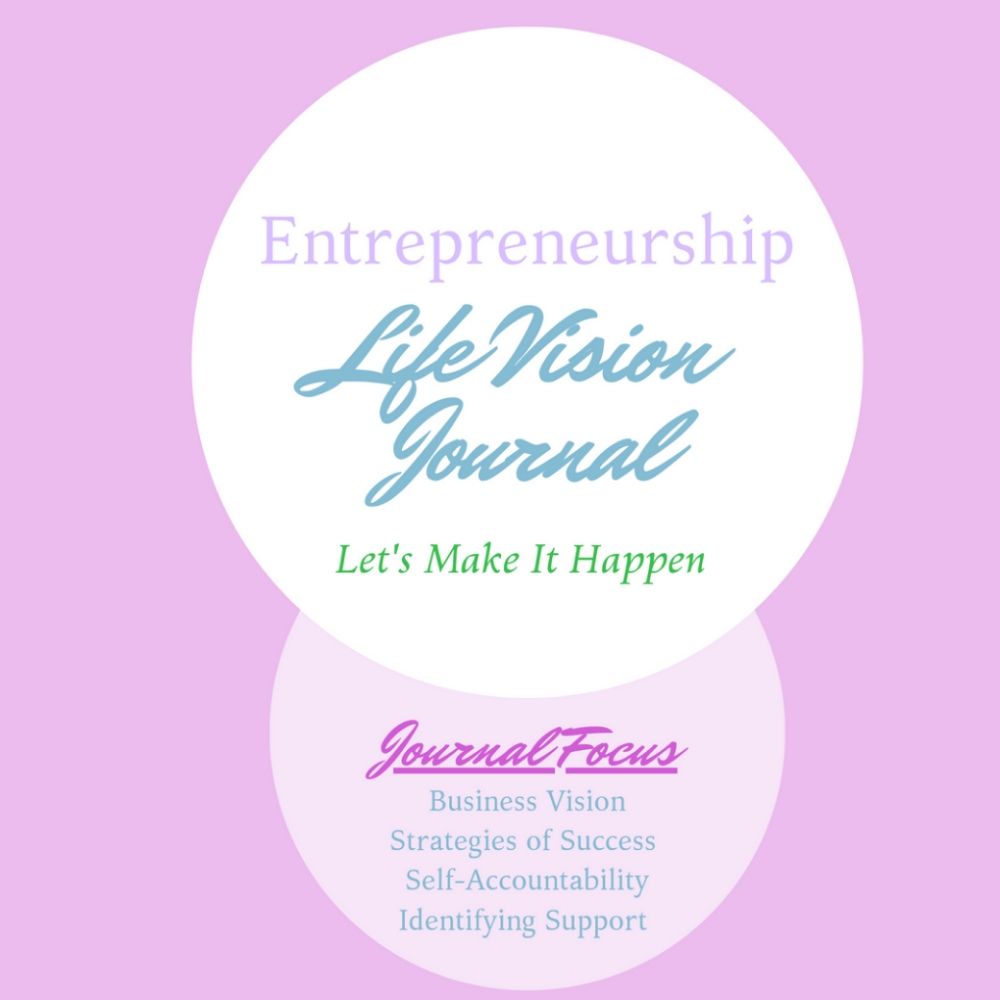 Entrepreneurship
Life Vision
Journal
Let's Make It Happen
Journal Focus
Business Vision
Strategies of Success
Self-Accountability
Identifying Support